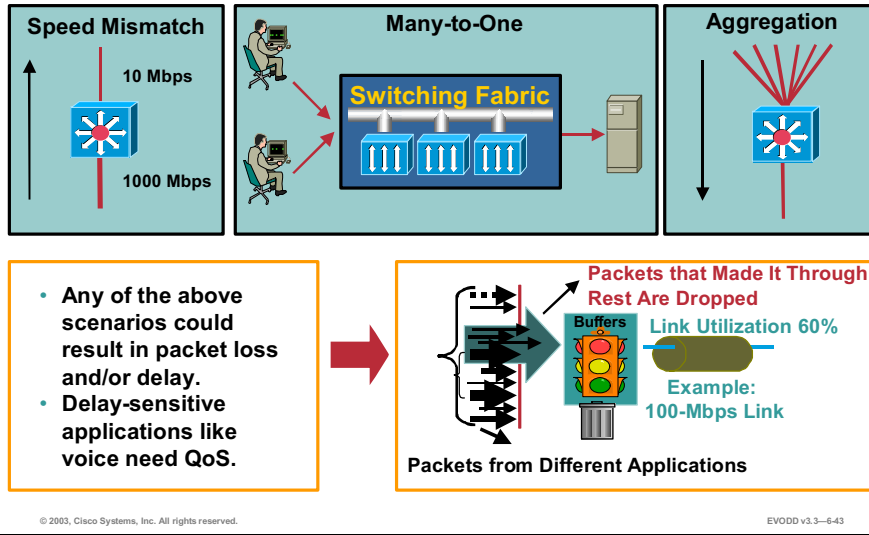 Speed Mismatch
10 Mbps
1000 Mbps
Many-to-One
Switching Fabric
Aggregation
• Any of the above
scenarios could
result in packet loss
and/or delay.
• Delay-sensitive
applications like
voice need QoS.
Packets that Made It Through
Rest Are Dropped
Buffers
Link Utilization 60%
Example:
100-Mbps Link
Packets from Different Applications
© 2003, Cisco Systems, Inc. All rights reserved.
EVODD v3.3—6-43